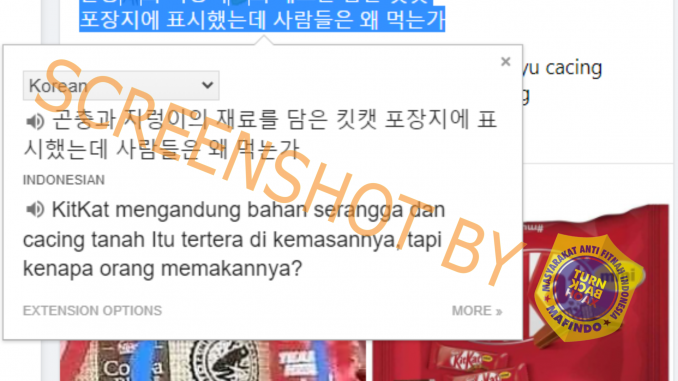 포장지에 표시했는데 사람들은 왜 먹는가
yu cacing
g
Korean
곤충과 지렁이의 재료를 담은 킷캣 포장지에 표
시했는데 사람들은 왜 먹는가
INDONESIAN
KitKat mengandung bahan serangga dan
cacing tanah Itu tertera di kemasannya, tapi
kenapa orang memakannya?
EXTENSION OPTIONS
MORE »
SCREENSHOT BY
MASYARAKAT ANTI FITNAH INDONESIA
TURN
BACK
MAFINDO
KitKat
KitKat